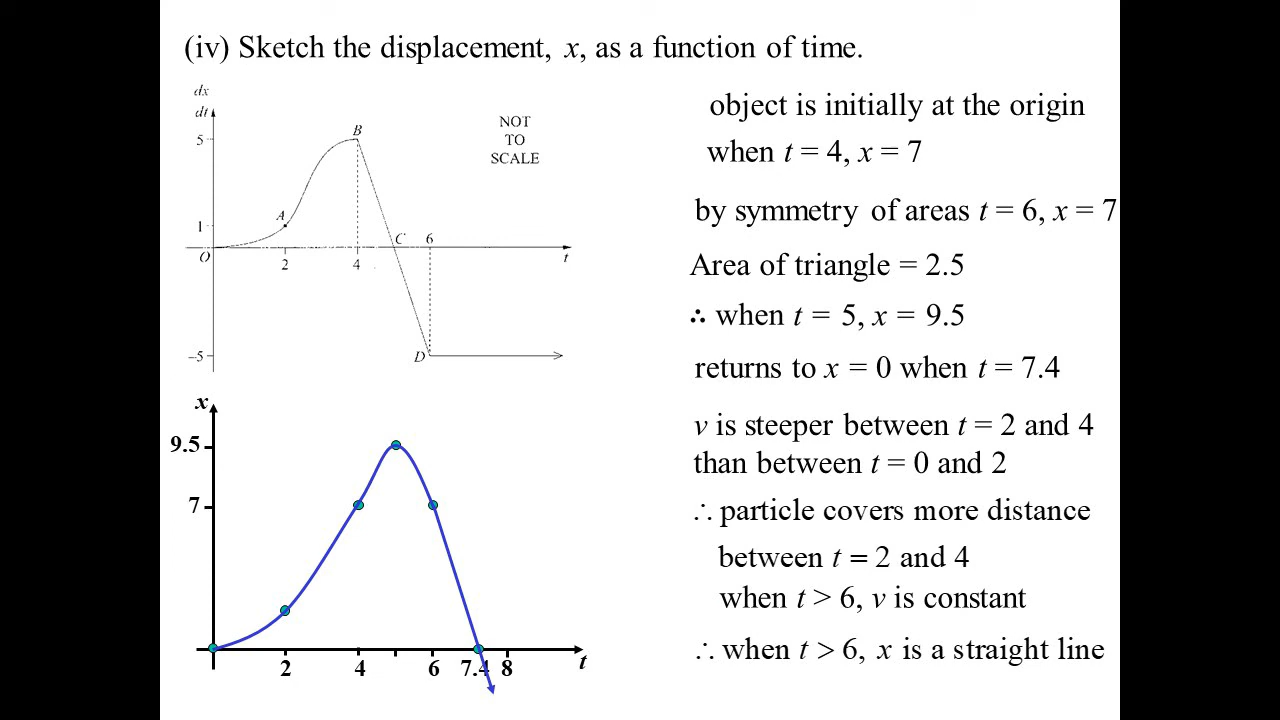 (iv) Sketch the displacement, x, as a function of time.
dx
dt
5
1
O
A
B
C
D
2
4
6
t
–5
NOT
TO
SCALE
object is initially at the origin
when t = 4, x = 7
by symmetry of areas t = 6, x = 7
Area of triangle = 2.5
∴ when t = 5, x = 9.5
returns to x = 0 when t = 7.4
v is steeper between t = 2 and 4
than between t = 0 and 2
∴ particle covers more distance
between t = 2 and 4
when t > 6, v is constant
∴ when t > 6, x is a straight line
x
9.5
7
2
4
6
7.4
8
t